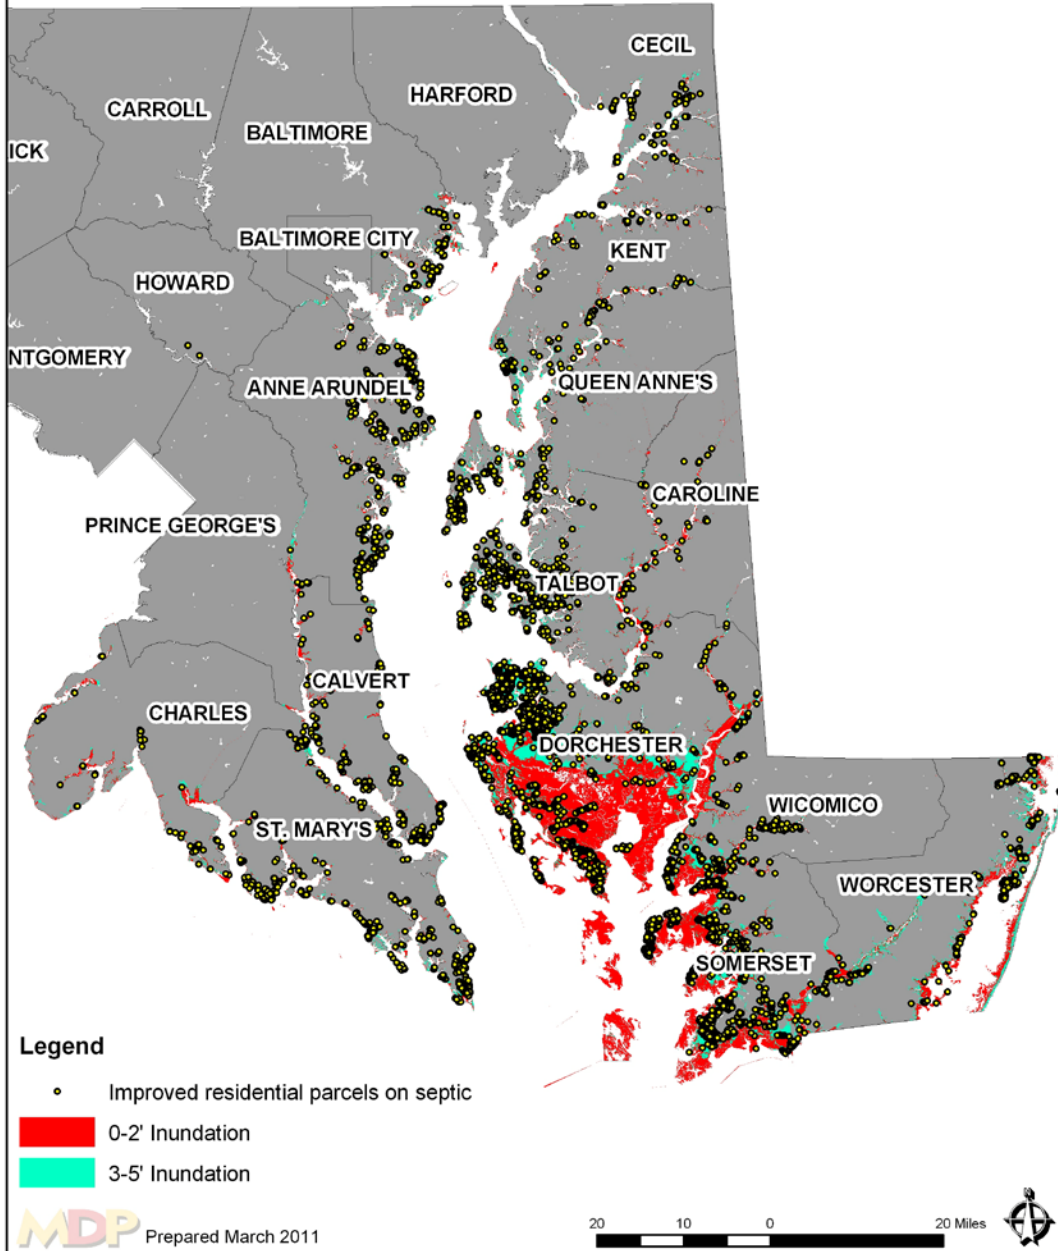 CECIL
HARFORD
CARROLL
BALTIMORE
ICK
BALTIMORE CITY
KENT
HOWARD
NTGOMERY
ANNE ARUNDEL
QUEEN ANNE'S
CAROLINE
PRINCE GEORGE'S
TALBOT
CALVERT
CHARLES
DORCHESTER
WICOMICO
ST. MARY'S
WORCESTER
SOMERSET
Legend
Improved residential parcels on septic
0-2' Inundation
3-5' Inundation
MDP Prepared March 2011
20 10 0 20 Miles